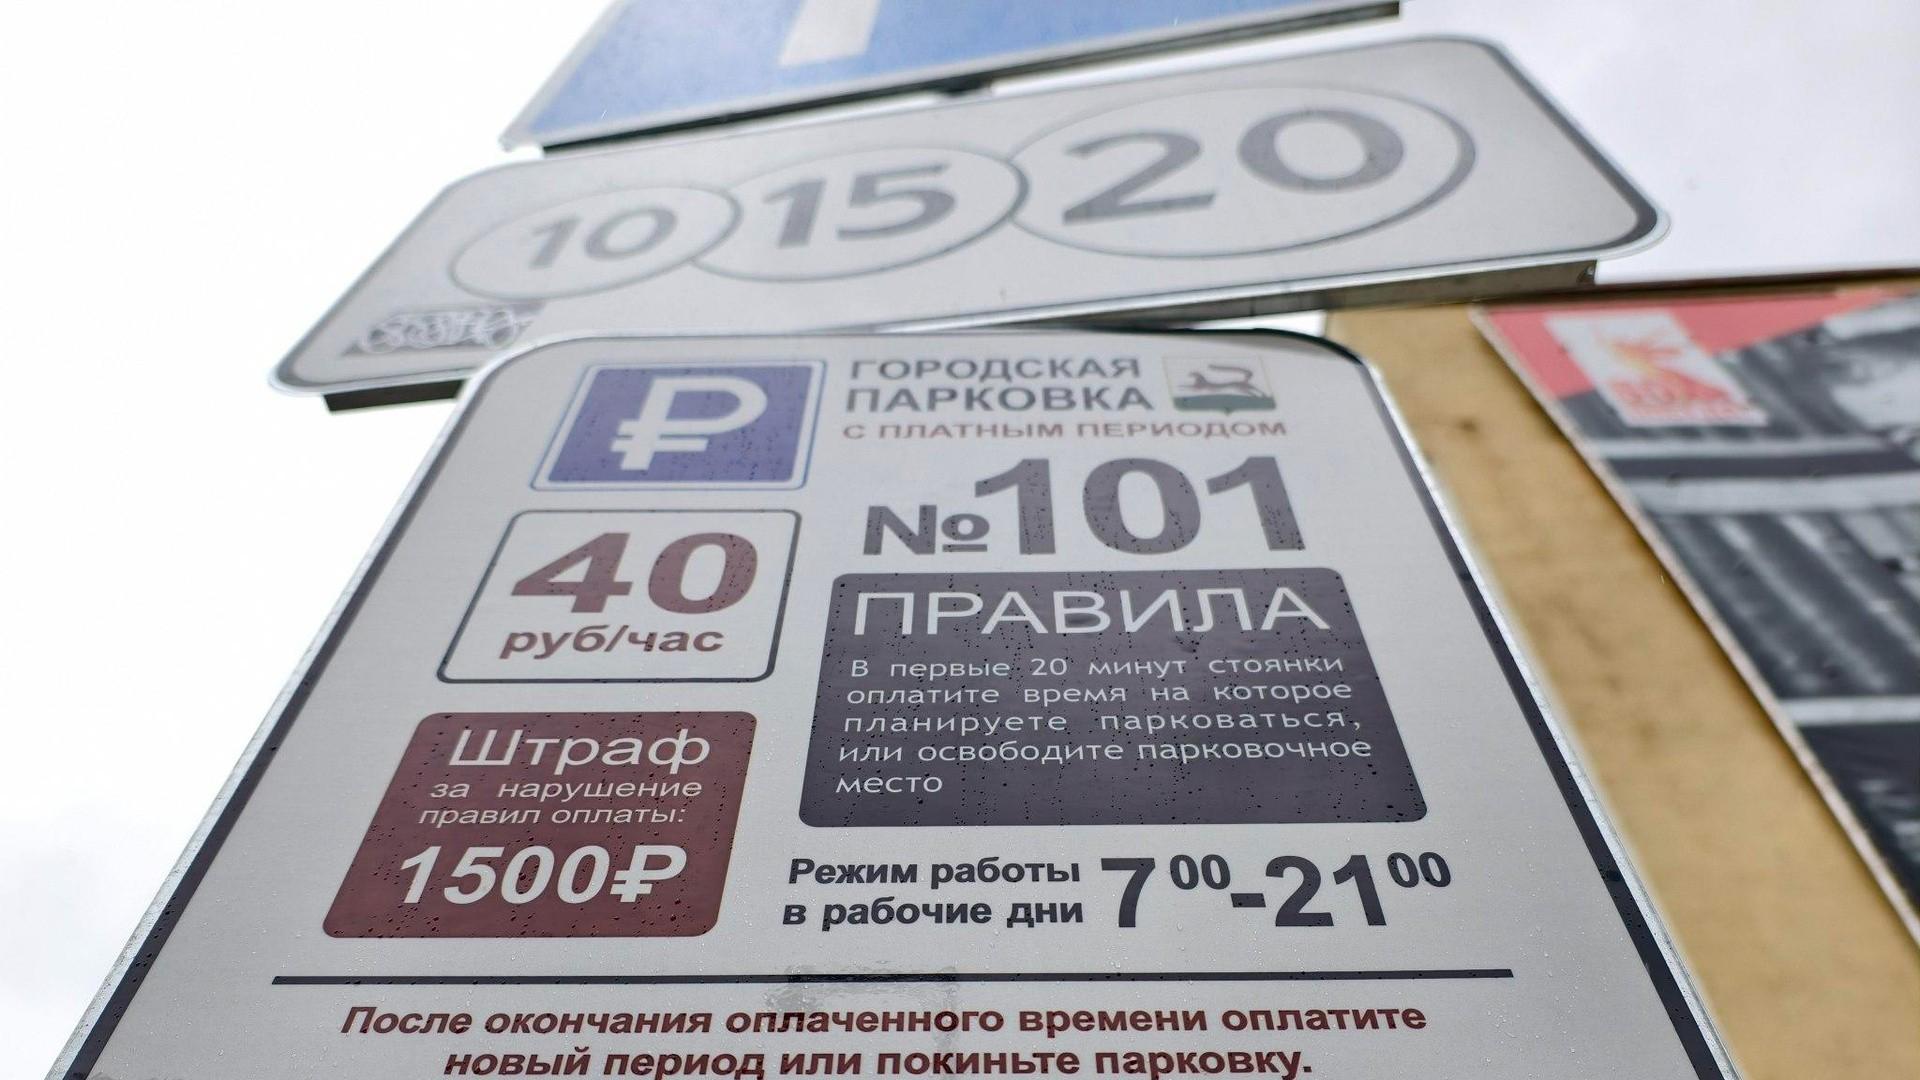 10 15 20
ГОРОДСКАЯ
ПАРКОВКА
С ПЛАТНЫМ ПЕРИОДОМ
№101
40
руб/час
ПРАВИЛА
В первые 20 минут стоянки
оплатите время на которое
планируете парковаться,
или освободите парковочное
место
Штраф
за нарушение
правил оплаты:
1500₽
Режим работы
в рабочие дни
7⁰⁰-21⁰⁰
После окончания оплаченного времени оплатите
новый период или покиньте парковку.